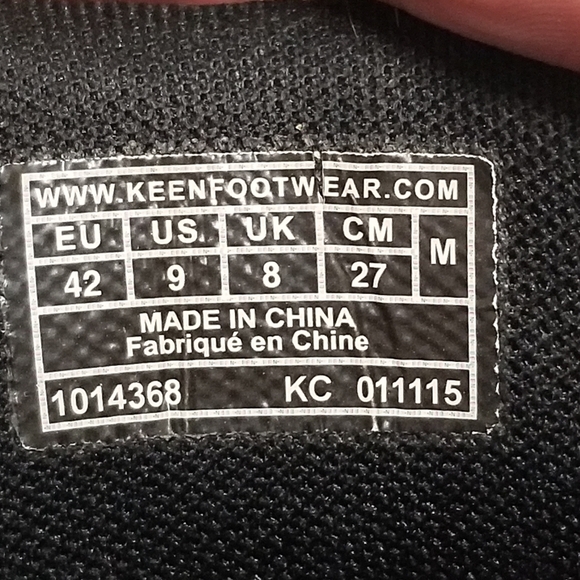 WWW.KEENFOOTWEAR.COM
EU US UK CM M
42 9 8 27
MADE IN CHINA
Fabriqué en Chine
1014368 KC 011115